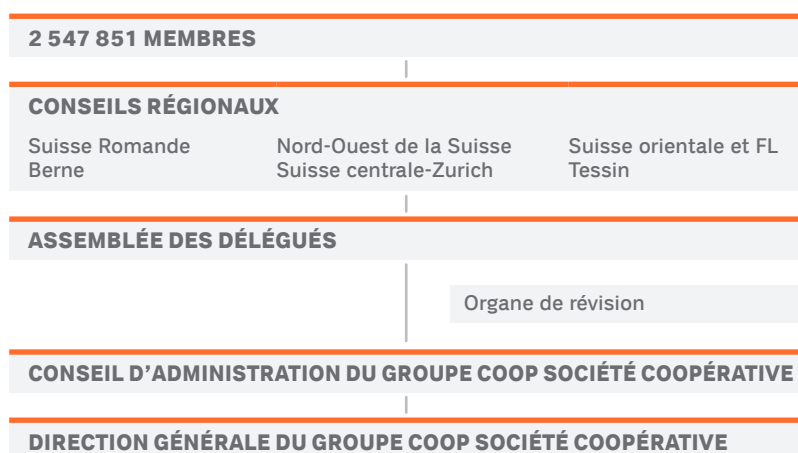 2 547 851 MEMBRES
CONSEILS RÉGIONAUX
Suisse Romande Nord-Ouest de la Suisse Suisse orientale et FL
Berne Suisse centrale-Zurich Tessin
ASSEMBLÉE DES DÉLÉGUÉS
Organe de révision
CONSEIL D’ADMINISTRATION DU GROUPE COOP SOCIÉTÉ COOPÉRATIVE
DIRECTION GÉNÉRALE DU GROUPE COOP SOCIÉTÉ COOPÉRATIVE